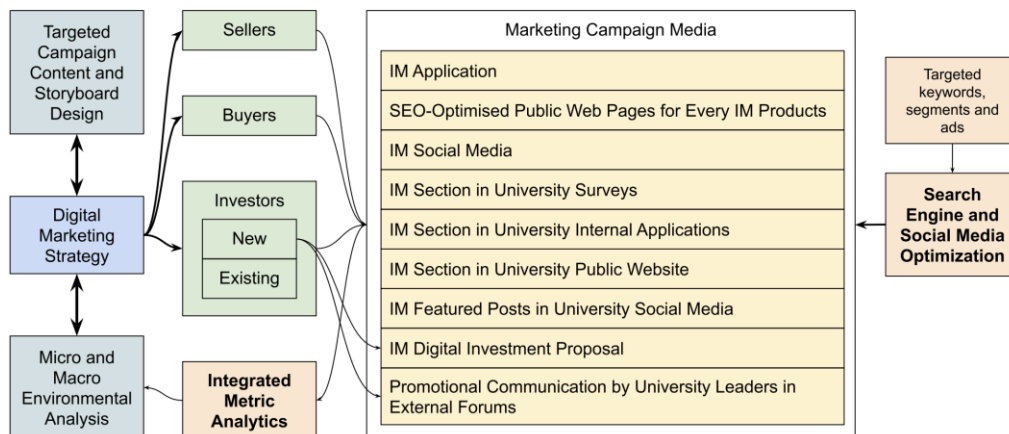 Targeted
Campaign
Content and
Storyboard
Design
Digital
Marketing
Strategy
Micro and
Macro
Environmental
Analysis
Sellers
Buyers
Investors
New
Existing
Integrated
Metric
Analytics
Marketing Campaign Media
IM Application
SEO-Optimised Public Web Pages for Every IM Products
IM Social Media
IM Section in University Surveys
IM Section in University Internal Applications
IM Section in University Public Website
IM Featured Posts in University Social Media
IM Digital Investment Proposal
Promotional Communication by University Leaders in
External Forums
Targeted
keywords,
segments and
ads
Search
Engine and
Social Media
Optimization